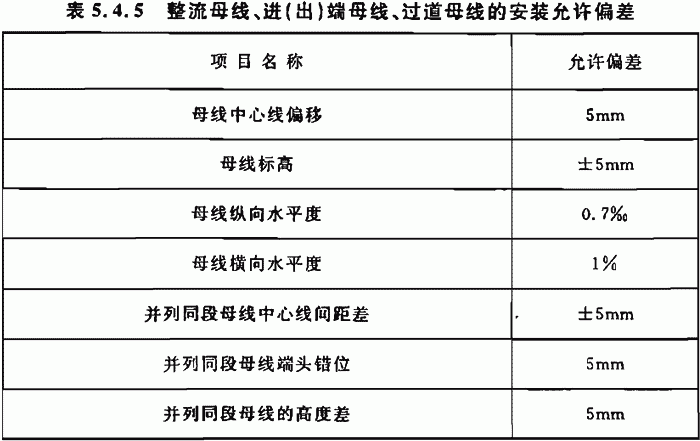 表 5.4.5 整流母线、进(出)端母线、过道母线的安装允许偏差
项目名称 允许偏差
母线中心线偏移 5mm
母线标高 ±5mm
母线纵向水平度 0.7‰
母线横向水平度 1%
并列同段母线中心线间距差 ±5mm
并列同段母线端头错位 5mm
并列同段母线的高度差 5mm